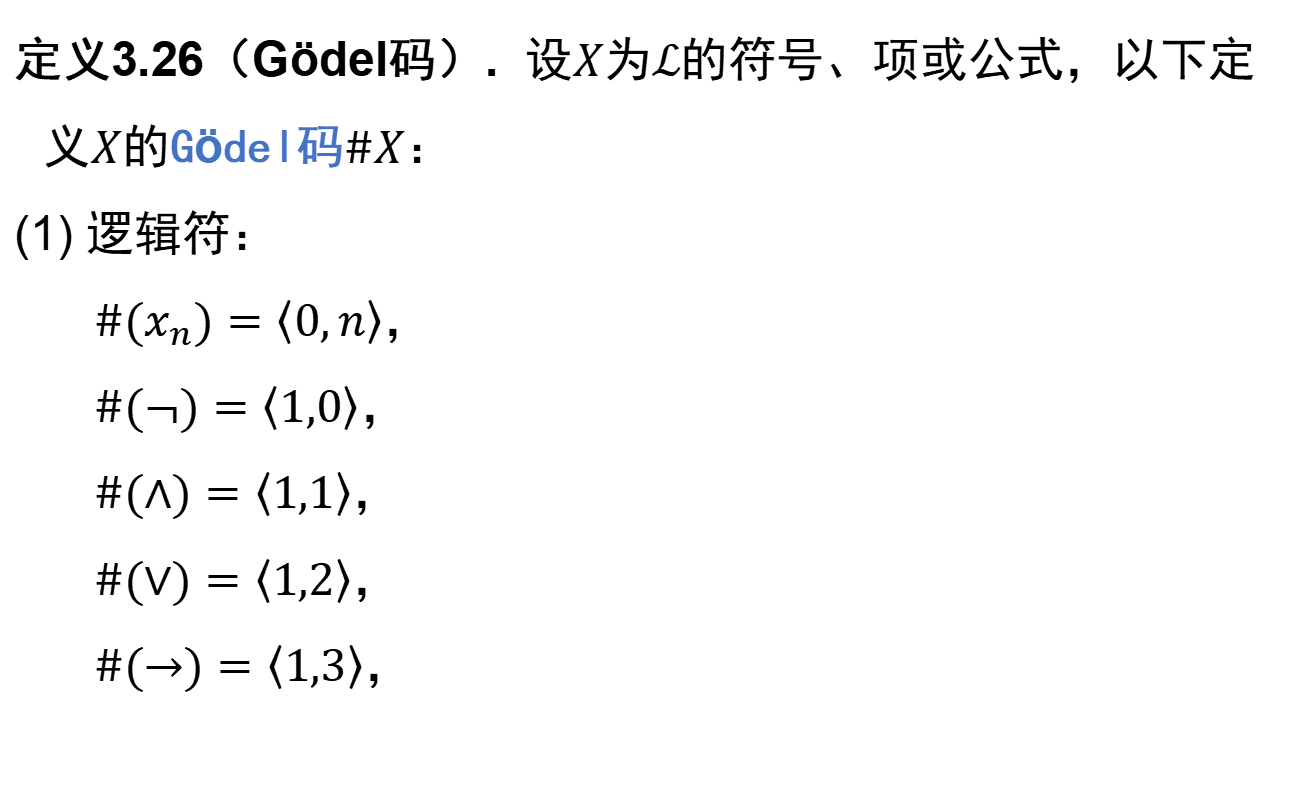 定义3.26（Gödel码）. 设X为ℒ的符号、项或公式，以下定
义X的Gödel码#X：
(1) 逻辑符：
#(xₙ) = ⟨0, n⟩，
#(¬) = ⟨1,0⟩，
#(∧) = ⟨1,1⟩，
#(∨) = ⟨1,2⟩，
#(→) = ⟨1,3⟩，